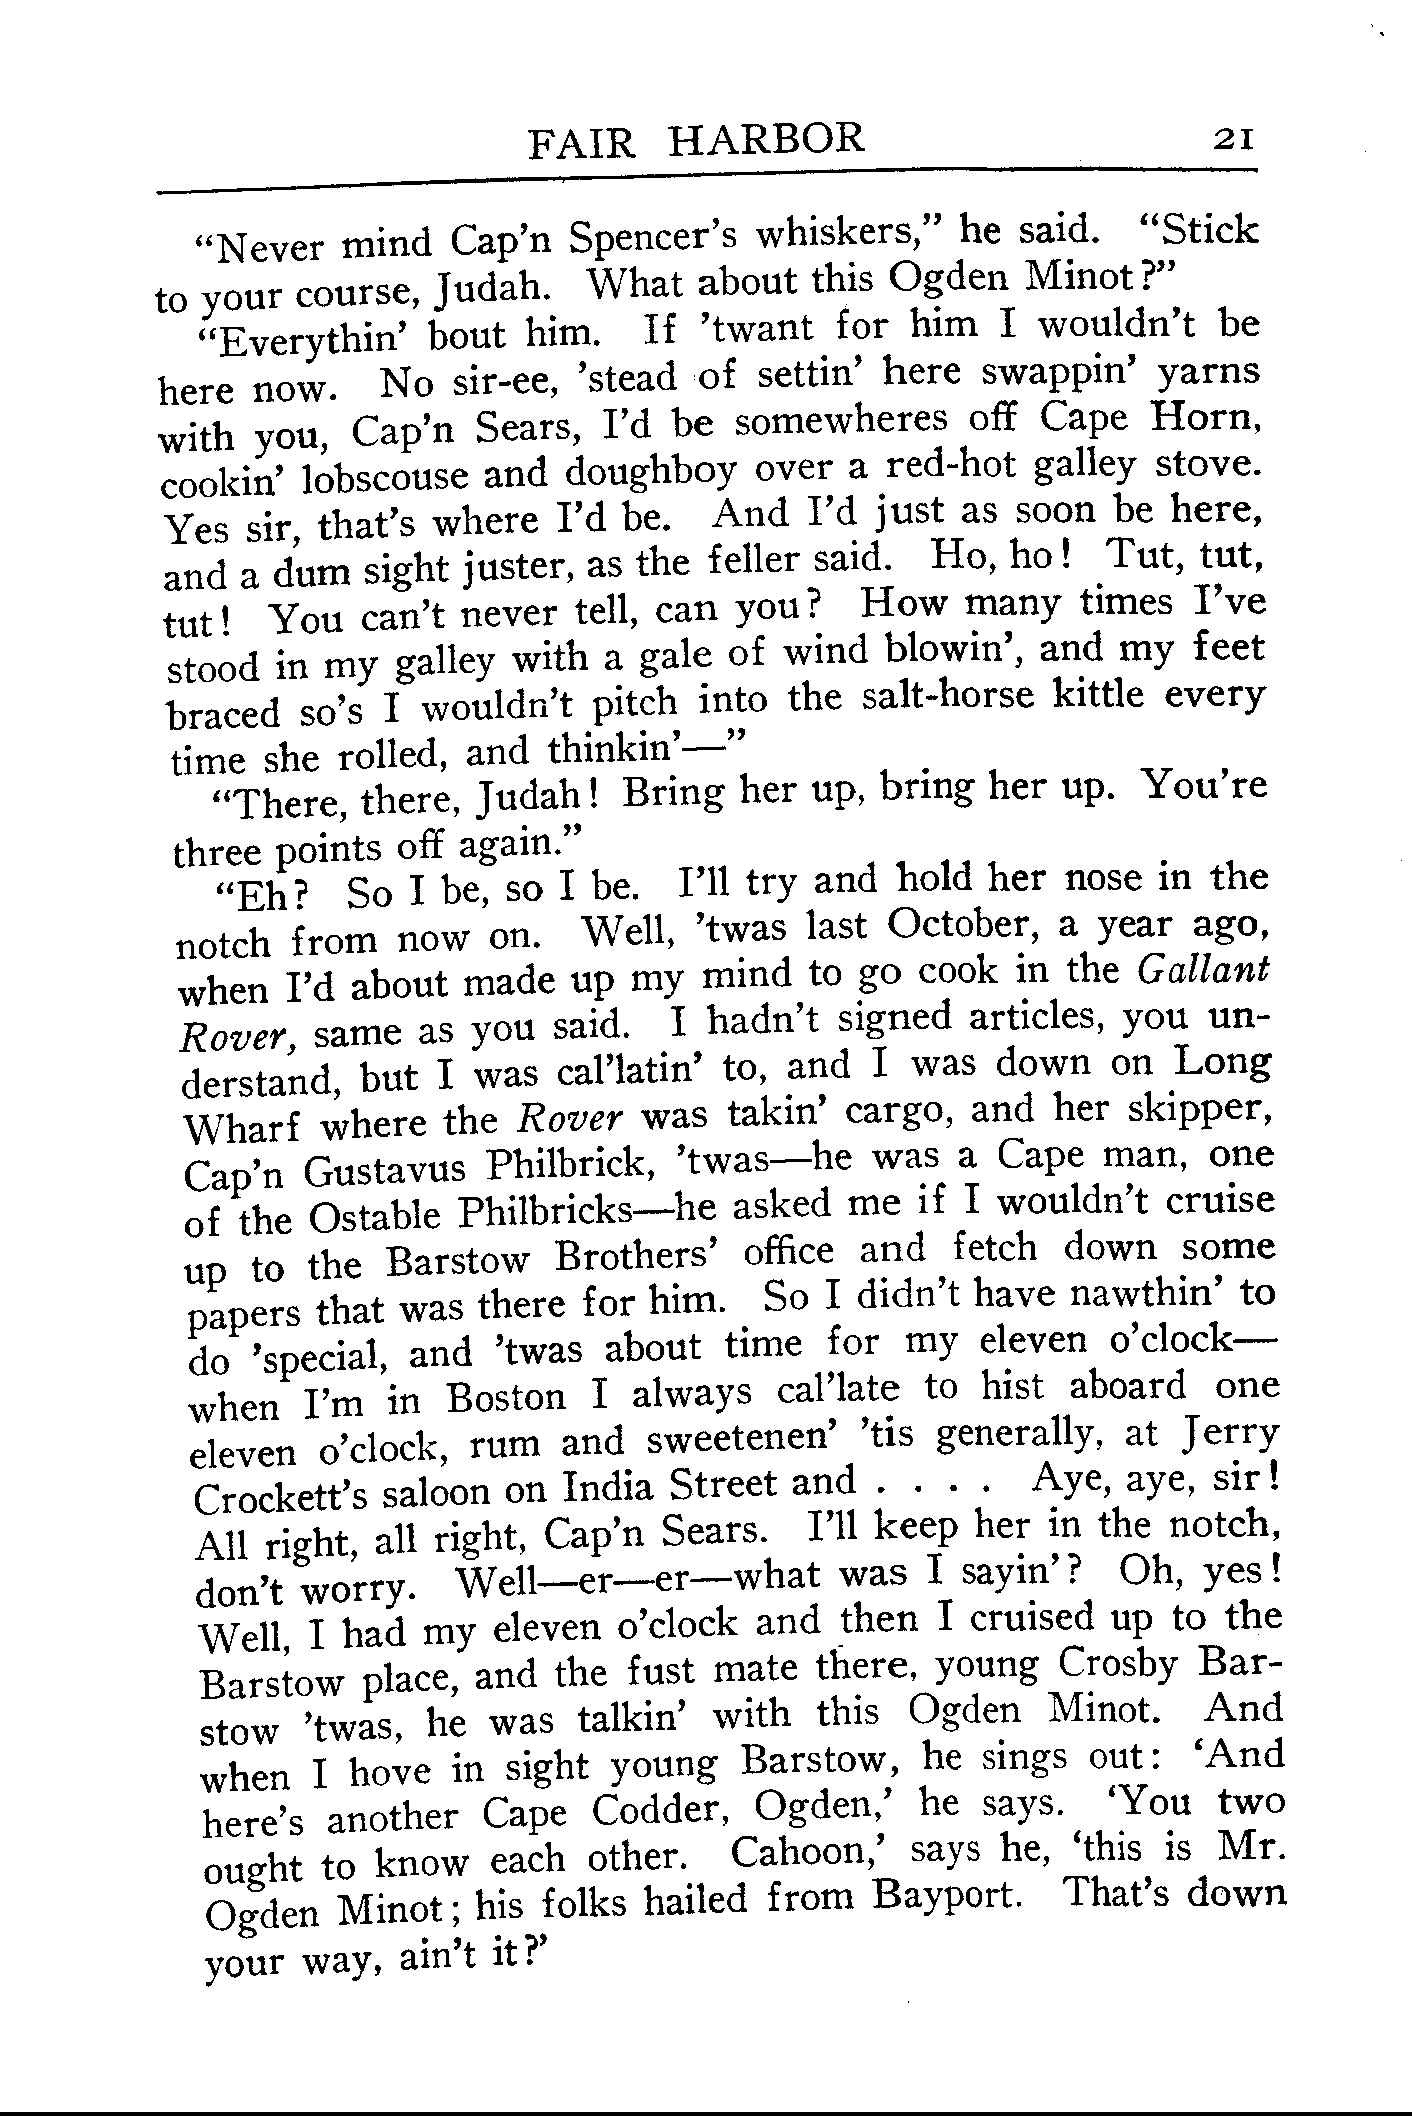 FAIR HARBOR 21
“Never mind Cap’n Spencer’s whiskers,” he said. “Stick
to your course, Judah. What about this Ogden Minot?”
“Everythin’ bout him. If ’twant for him I wouldn’t be
here now. No sir-ee, ’stead of settin’ here swappin’ yarns
with you, Cap’n Sears, I’d be somewheres off Cape Horn,
cookin’ lobscouse and doughboy over a red-hot galley stove.
Yes sir, that’s where I’d be. And I’d just as soon be here,
and a dum sight juster, as the feller said. Ho, ho! Tut, tut,
tut! You can’t never tell, can you? How many times I’ve
stood in my galley with a gale of wind blowin’, and my feet
braced so’s I wouldn’t pitch into the salt-horse kittle every
time she rolled, and thinkin’—”
“There, there, Judah! Bring her up, bring her up. You’re
three points off again.”
“Eh? So I be, so I be. I’ll try and hold her nose in the
notch from now on. Well, ’twas last October, a year ago,
when I’d about made up my mind to go cook in the Gallant
Rover, same as you said. I hadn’t signed articles, you un-
derstand, but I was cal’latin’ to, and I was down on Long
Wharf where the Rover was takin’ cargo, and her skipper,
Cap’n Gustavus Philbrick, ’twas—he was a Cape man, one
of the Ostable Philbricks—he asked me if I wouldn’t cruise
up to the Barstow Brothers’ office and fetch down some
papers that was there for him. So I didn’t have nawthin’ to
do ’special, and ’twas about time for my eleven o’clock—
when I’m in Boston I always cal’late to hist aboard one
eleven o’clock, rum and sweetenen’ ’tis generally, at Jerry
Crockett’s saloon on India Street and . . . . Aye, aye, sir!
All right, all right, Cap’n Sears. I’ll keep her in the notch,
don’t worry. Well—er—er—what was I sayin’? Oh, yes!
Well, I had my eleven o’clock and then I cruised up to the
Barstow place, and the fust mate there, young Crosby Bar-
stow ’twas, he was talkin’ with this Ogden Minot. And
when I hove in sight young Barstow, he sings out: ‘And
here’s another Cape Codder, Ogden,’ he says. ‘You two
ought to know each other. Cahoon,’ says he, ‘this is Mr.
Ogden Minot; his folks hailed from Bayport. That’s down
your way, ain’t it?’